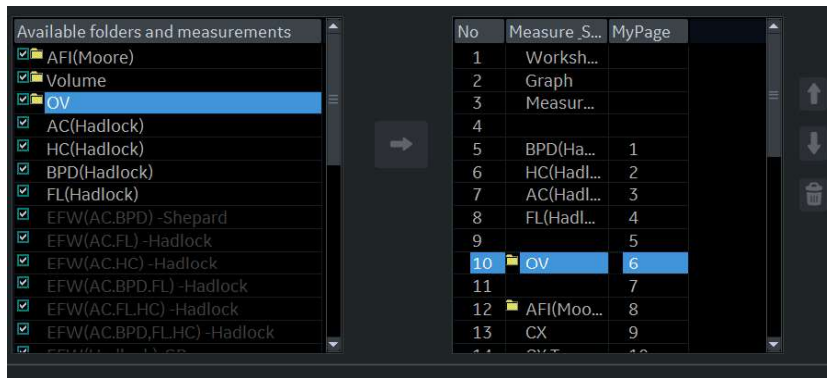 Available folders and measurements
AFI(Moore)
Volume
OV
AC(Hadlock)
HC(Hadlock)
BPD(Hadlock)
FL(Hadlock)
EFW(AC.BPD) -Shepard
EFW(AC.FL) -Hadlock
EFW(AC.HC) -Hadlock
EFW(AC.BPD.FL) -Hadlock
EFW(AC.FL.HC) -Hadlock
EFW(AC.BPD,FL.HC) -Hadlock
No Measure_S... MyPage
1 Worksh...
2 Graph
3 Measur...
4
5 BPD(Ha... 1
6 HC(Hadl... 2
7 AC(Hadl... 3
8 FL(Hadl... 4
9 5
10 OV 6
11 7
12 AFI(Moo... 8
13 CX 9